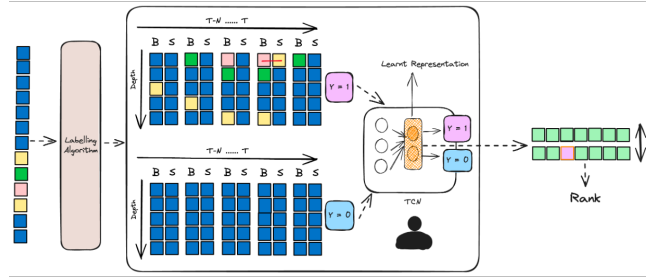 T-N ...... T
B S B S B S B S B S
Depth
Y = 1
Learnt Representation
Labelling
Algorithm
Y = 1
Y = 0
T-N ...... T
B S B S B S B S B S
Depth
Y = 0
TCN
Rank